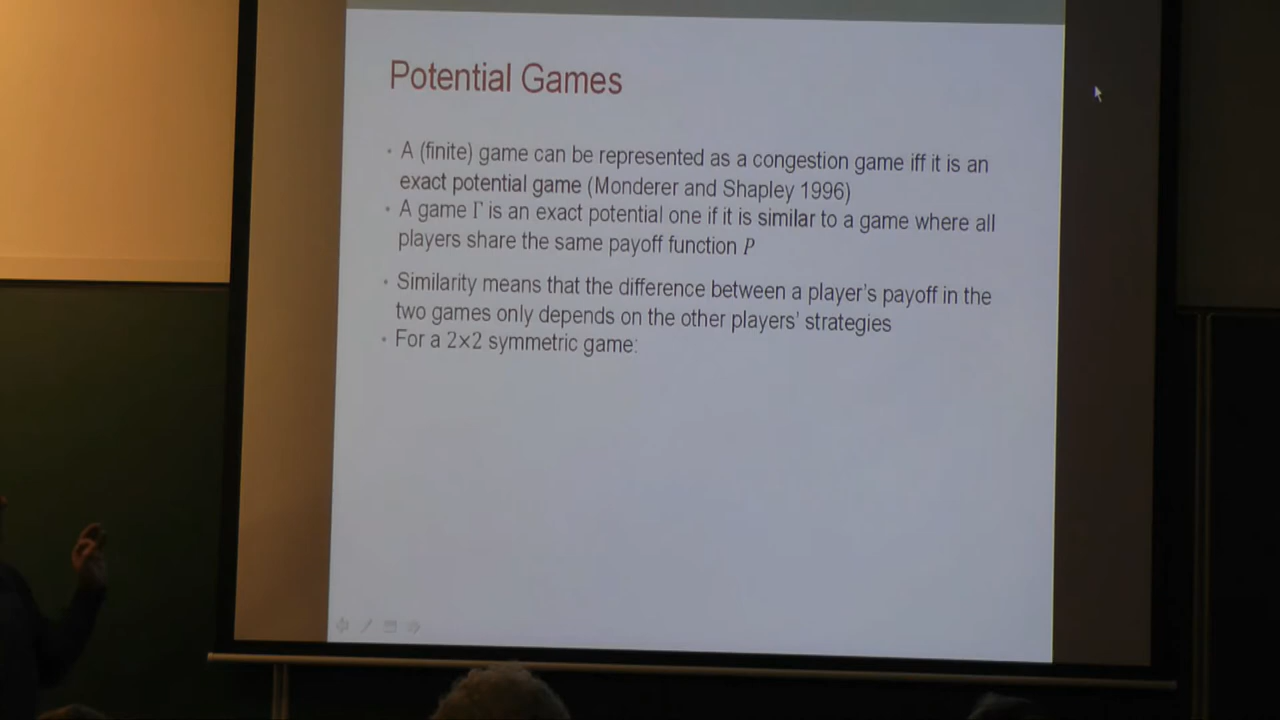 Potential Games
• A (finite) game can be represented as a congestion game iff it is an
exact potential game (Monderer and Shapley 1996)
• A game Γ is an exact potential one if it is similar to a game where all
players share the same payoff function P
• Similarity means that the difference between a player's payoff in the
two games only depends on the other players' strategies
• For a 2×2 symmetric game: